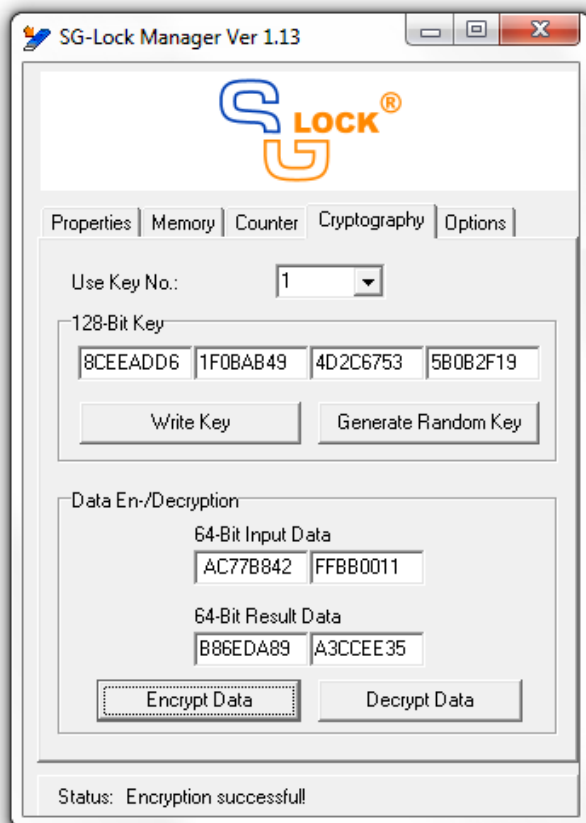 SG-Lock Manager Ver 1.13
SG LOCK®
Properties Memory Counter Cryptography Options
Use Key No.: 1
128-Bit Key
8CEEADD6 1F0BAB49 4D2C6753 5B0B2F19
Write Key Generate Random Key
Data En-/Decryption
64-Bit Input Data
AC77B842 FFBB0011
64-Bit Result Data
B86EDA89 A3CCEE35
Encrypt Data Decrypt Data
Status: Encryption successful!